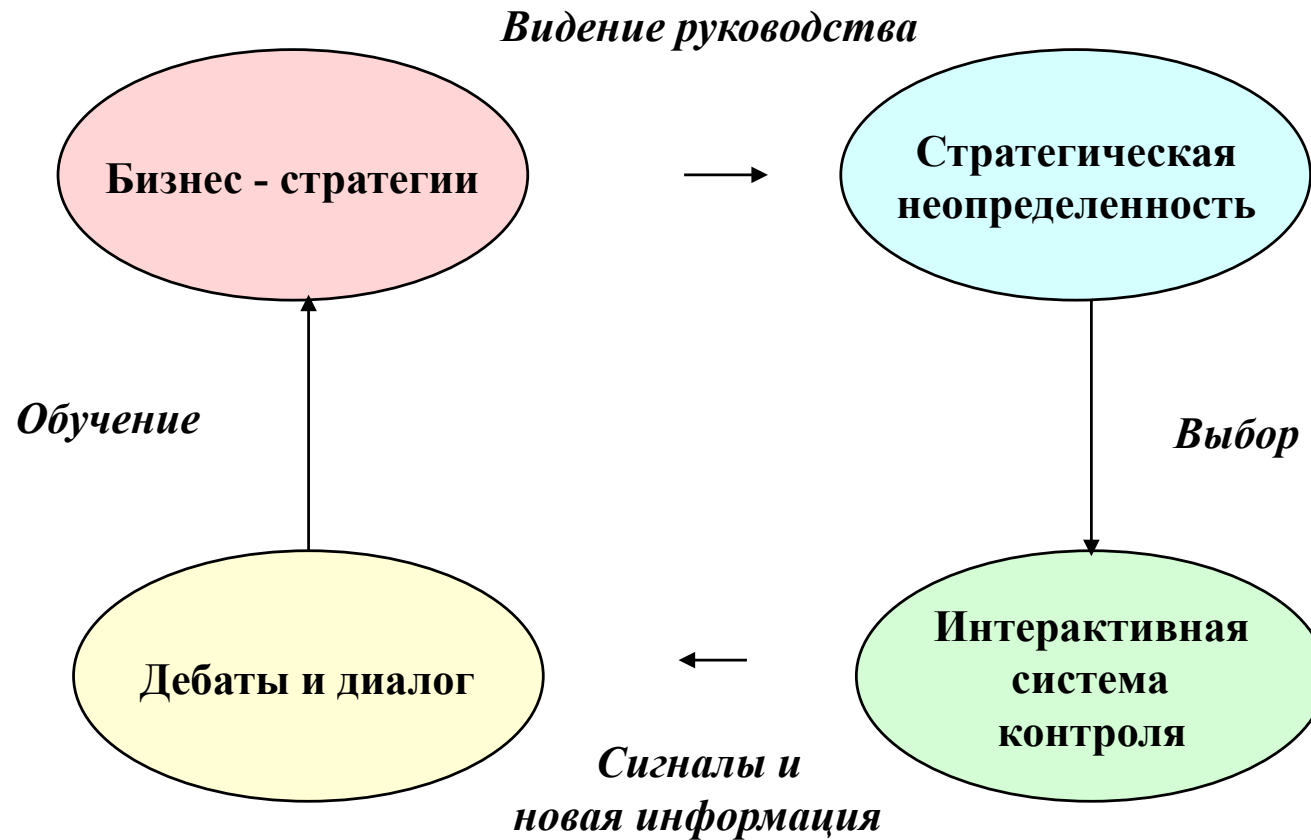 Видение руководства
Бизнес - стратегии
Стратегическая
неопределенность
Обучение
Выбор
Дебаты и диалог
Интерактивная
система
контроля
Сигналы и
новая информация